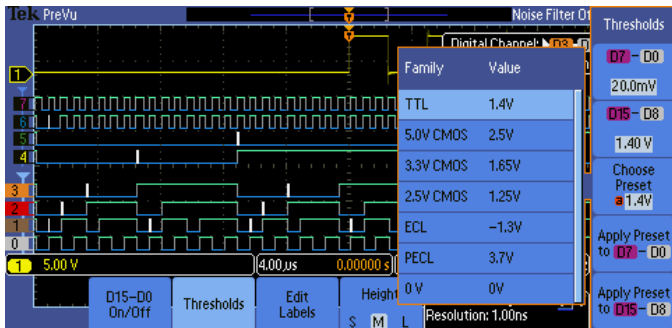 Tek PreVu
Noise Filter Of
Digital Channel: D3
Thresholds
D7 – D0
20.0mV
D15 – D8
1.40 V
Choose
Preset
a 1.4V
Apply Preset
to D7 – D0
Apply Preset
to D15 – D8
Family Value
TTL 1.4V
5.0V CMOS 2.5V
3.3V CMOS 1.65V
2.5V CMOS 1.25V
ECL −1.3V
PECL 3.7V
0 V 0V
1
7
6
5
4
3
2
1
0
1 5.00 V 4.00µs 0.00000 s
D15–D0
On/Off
Thresholds
Edit
Labels
Height
S M L
Resolution: 1.00ns